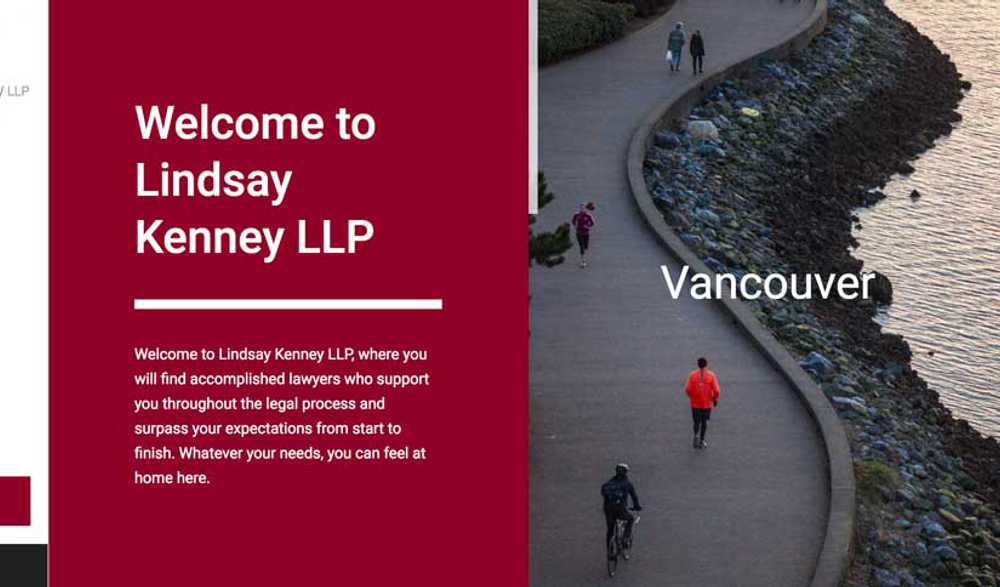 LLP
Welcome to
Lindsay
Kenney LLP
Welcome to Lindsay Kenney LLP, where you
will find accomplished lawyers who support
you throughout the legal process and
surpass your expectations from start to
finish. Whatever your needs, you can feel at
home here.
Vancouver